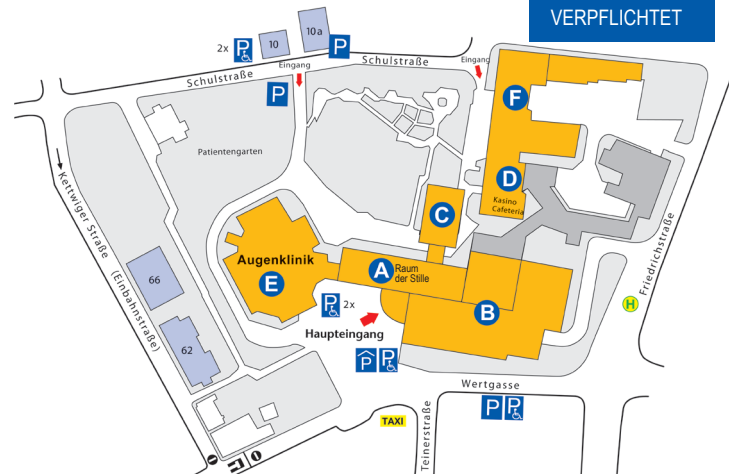 VERPFLICHTET
10a
10
2x
P
Schulstraße
Eingang
Schulstraße
Eingang
P
F
Patientengarten
D
Kasino
Cafeteria
C
Kettwiger Straße
(Einbahnstraße)
Friedrichstraße
Augenklinik
E
A
Raum
der Stille
66
2x
B
H
Haupteingang
62
P
Wertgasse
P
TAXI
Teinerstraße